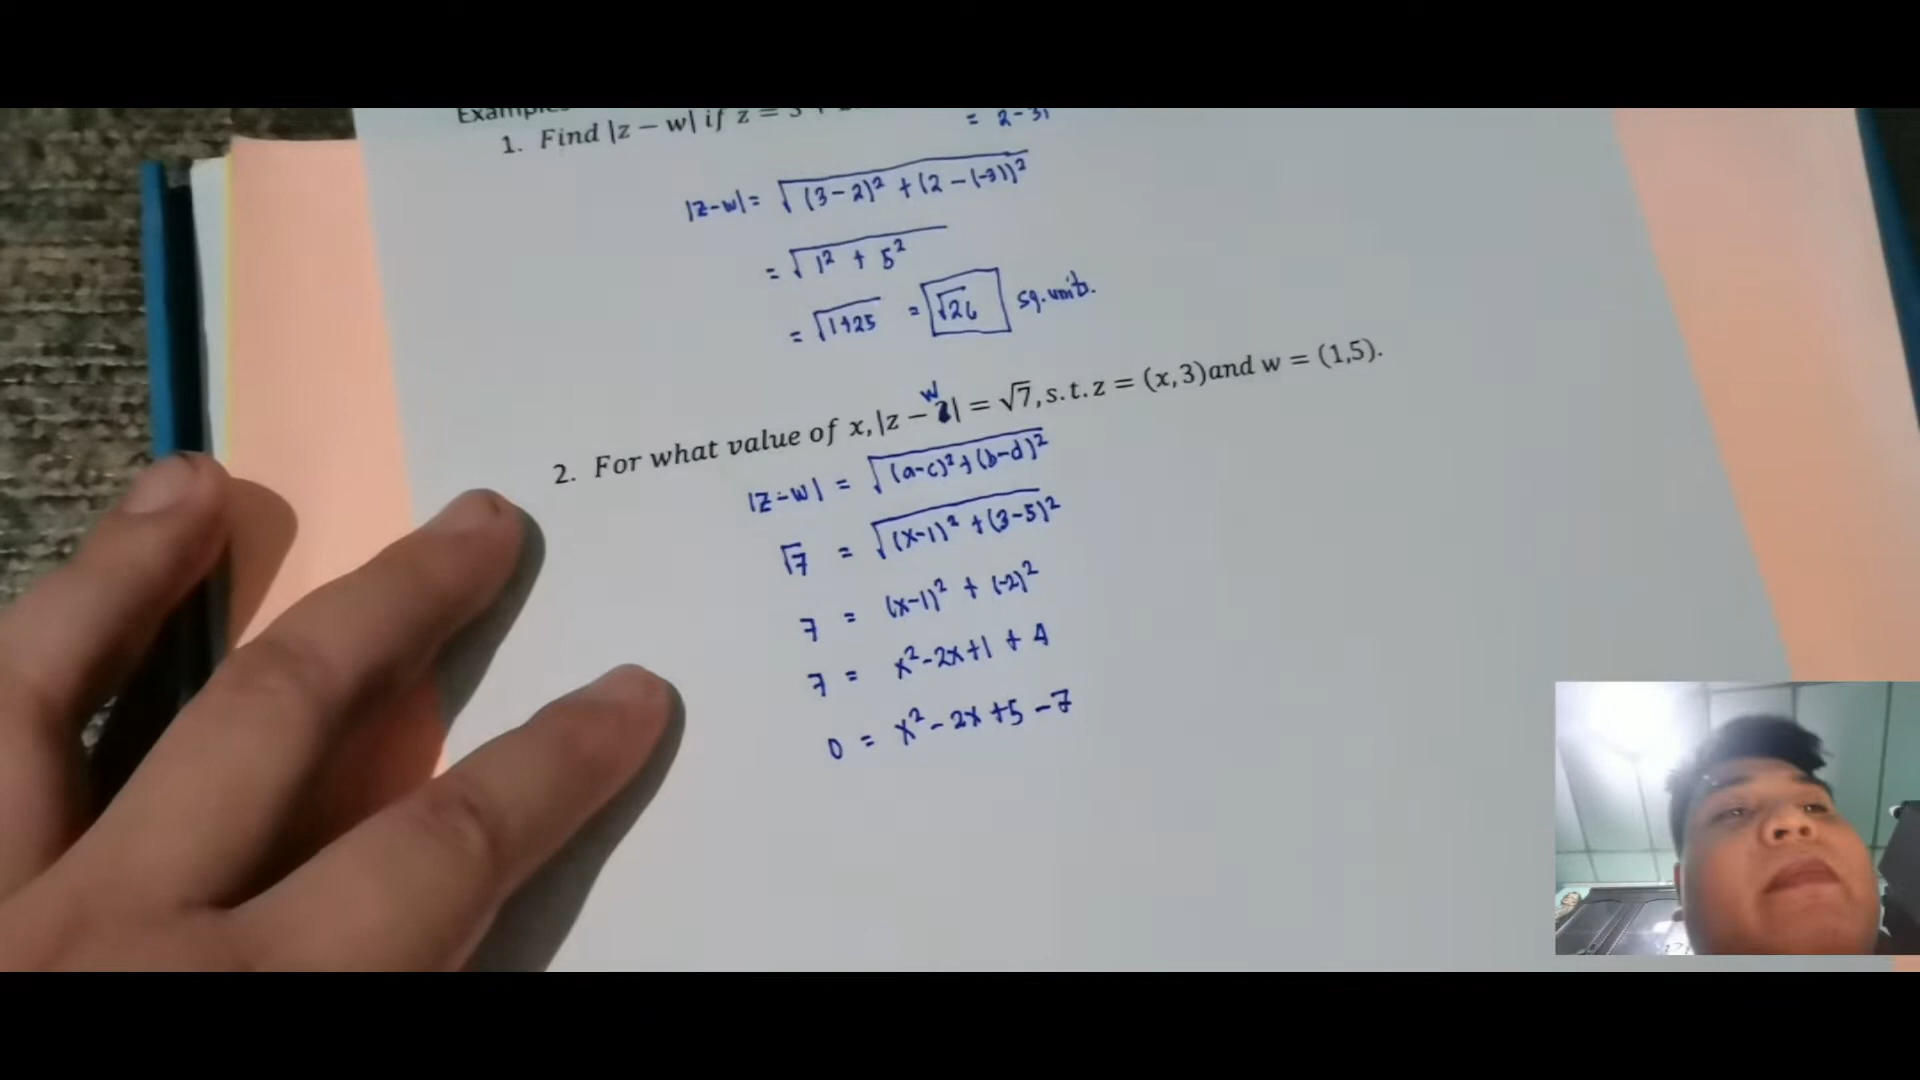 Examples
1. Find |z − w| if z = 3 +
= 2-3i
|z-w| = √(3-2)² + (2-(-3))²
= √1² + 5²
= √1+25 = √26 sq. units.
w
2. For what value of x, |z − | = √7, s.t. z = (x, 3)and w = (1,5).
|z-w| = √(a-c)²+(b-d)²
√7 = √(x-1)² + (3-5)²
7 = (x-1)² + (-2)²
7 = x²-2x+1 + 4
0 = x²-2x+5-7